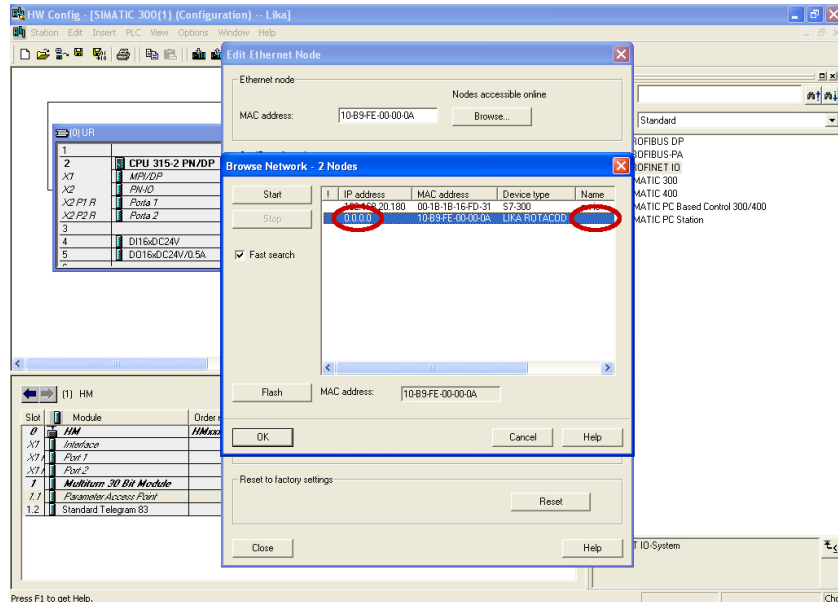 HW Config - [SIMATIC 300(1) (Configuration) -- Lika]
Station Edit Insert PLC View Options Window Help
Edit Ethernet Node
Ethernet node
Nodes accessible online
MAC address: 10-B9-FE-00-00-0A Browse...
Standard
(0) UR
1
2 CPU 315-2 PN/DP
X1 MPI/DP
X2 PN-IO
X2 P1 R Porta 1
X2 P2 R Porta 2
3
4 DI16xDC24V
5 DO16xDC24V/0.5A
ROFIBUS DP
ROFIBUS-PA
ROFINET IO
MATIC 300
MATIC 400
MATIC PC Based Control 300/400
MATIC PC Station
Browse Network - 2 Nodes
Start
Stop
Fast search
! IP address MAC address Device type Name
192.168.20.180 00-1B-1B-16-FD-31 S7-300
0.0.0.0 10-B9-FE-00-00-0A LIKA ROTACOD
Flash MAC address: 10-B9-FE-00-00-0A
OK Cancel Help
(1) HM
Slot Module Order
0 HM HMxx
X1 Interface
X1 Port 1
X1 Port 2
1 Multiturn 30 Bit Module
1.1 Parameter Access Point
1.2 Standard Telegram 83
Reset to factory settings
Reset
Close Help
T IO-System
Press F1 to get Help. Chg